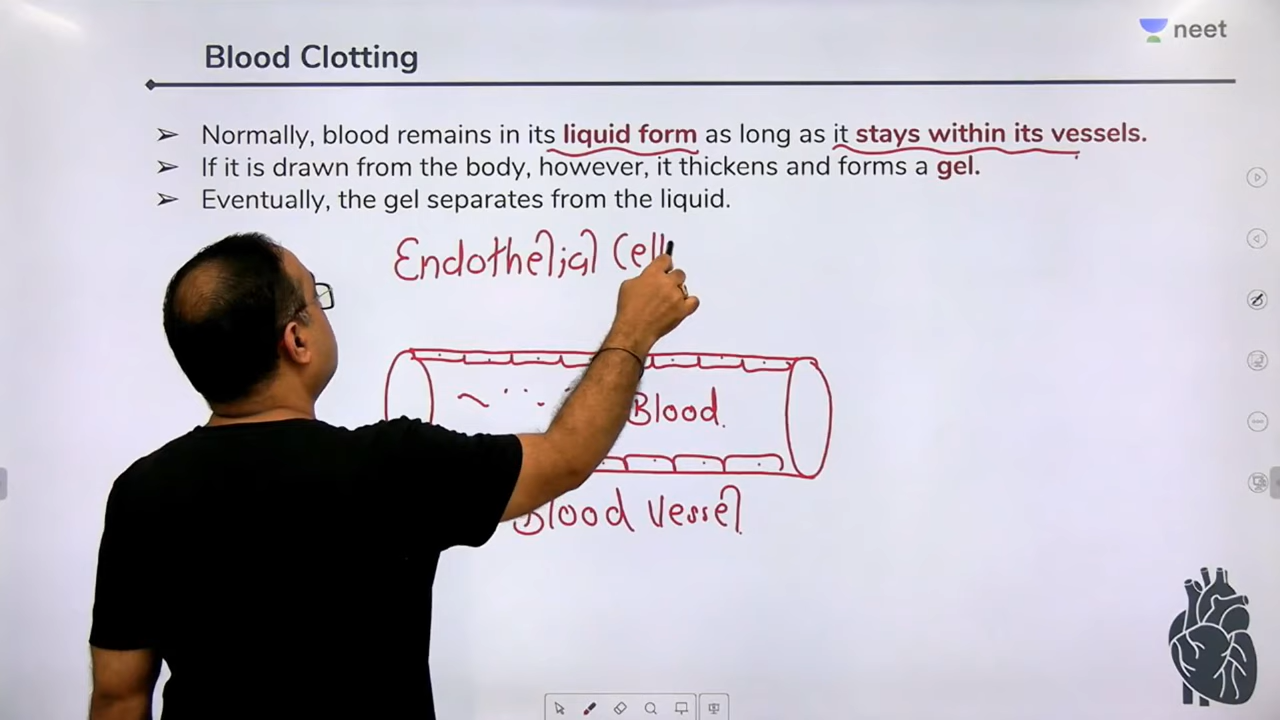 neet
Blood Clotting
➢ Normally, blood remains in its liquid form as long as it stays within its vessels.
➢ If it is drawn from the body, however, it thickens and forms a gel.
➢ Eventually, the gel separates from the liquid.
Endothelial Cell
Blood.
Blood Vessel